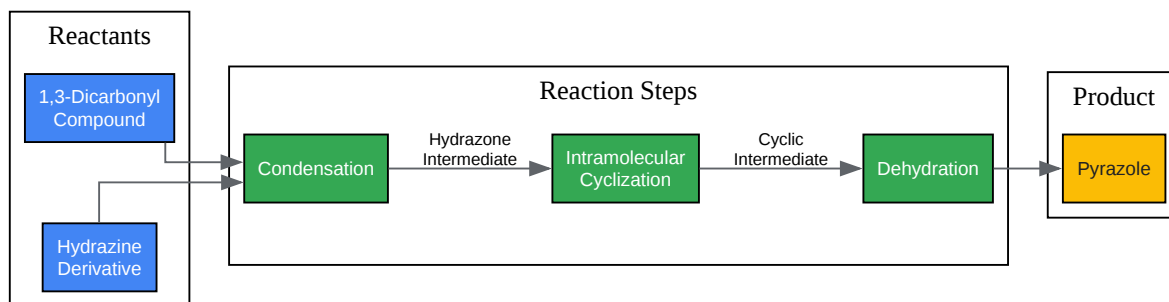 Reactants
1,3-Dicarbonyl
Compound
Hydrazine
Derivative
Reaction Steps
Condensation
Hydrazone
Intermediate
Intramolecular
Cyclization
Cyclic
Intermediate
Dehydration
Product
Pyrazole